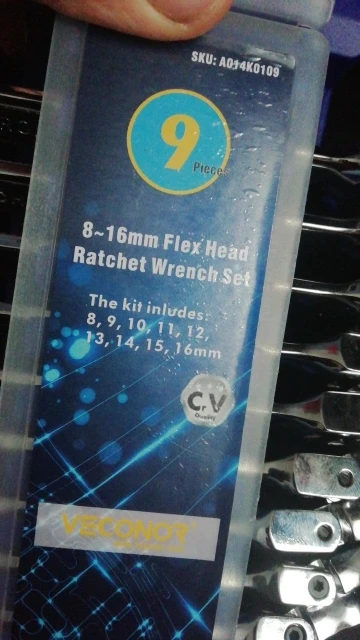 SKU: A014K0109
9
Pieces
8~16mm Flex Head
Ratchet Wrench Set
The kit inludes:
8, 9, 10, 11, 12,
13, 14, 15, 16mm
CrV
Quality
VECONOR